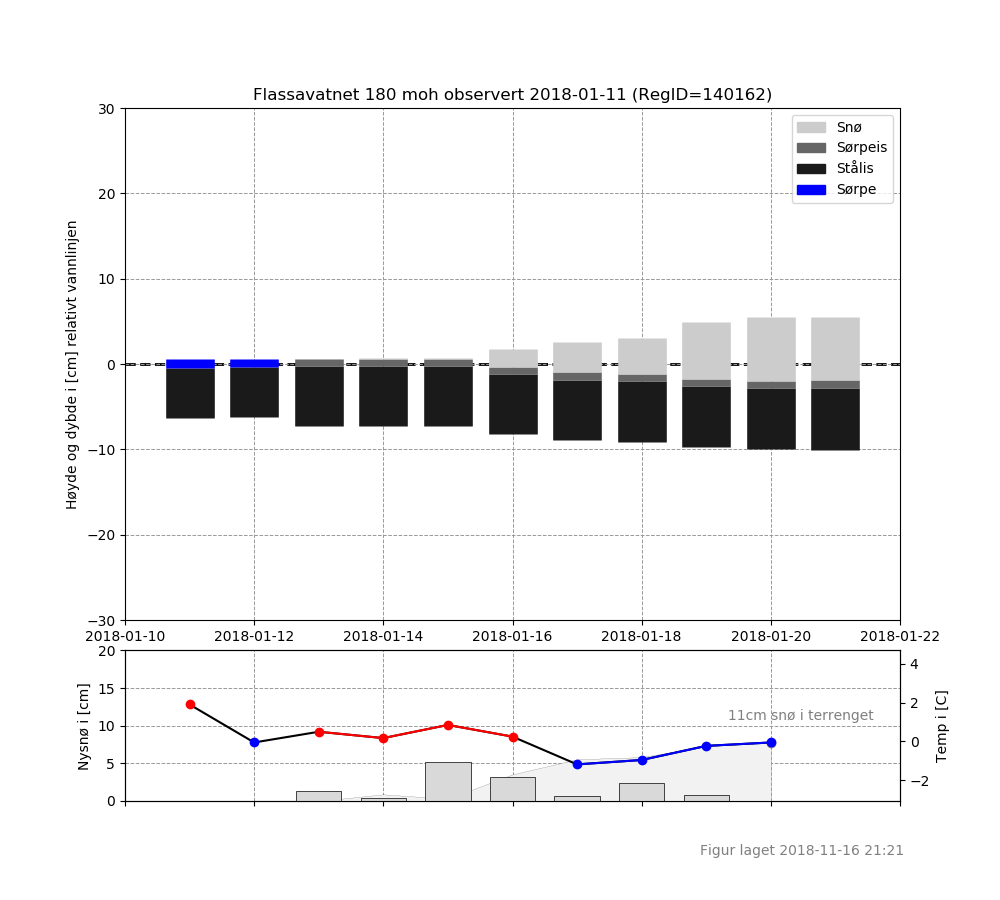 Flassavatnet 180 moh observert 2018-01-11 (RegID=140162)
30
20
10
0
−10
−20
−30
Høyde og dybde i [cm] relativt vannlinjen
Snø
Sørpeis
Stålis
Sørpe
2018-01-10
2018-01-12
2018-01-14
2018-01-16
2018-01-18
2018-01-20
2018-01-22
20
15
10
5
0
Nysnø i [cm]
11cm snø i terrenget
4
2
0
−2
Temp i [C]
Figur laget 2018-11-16 21:21